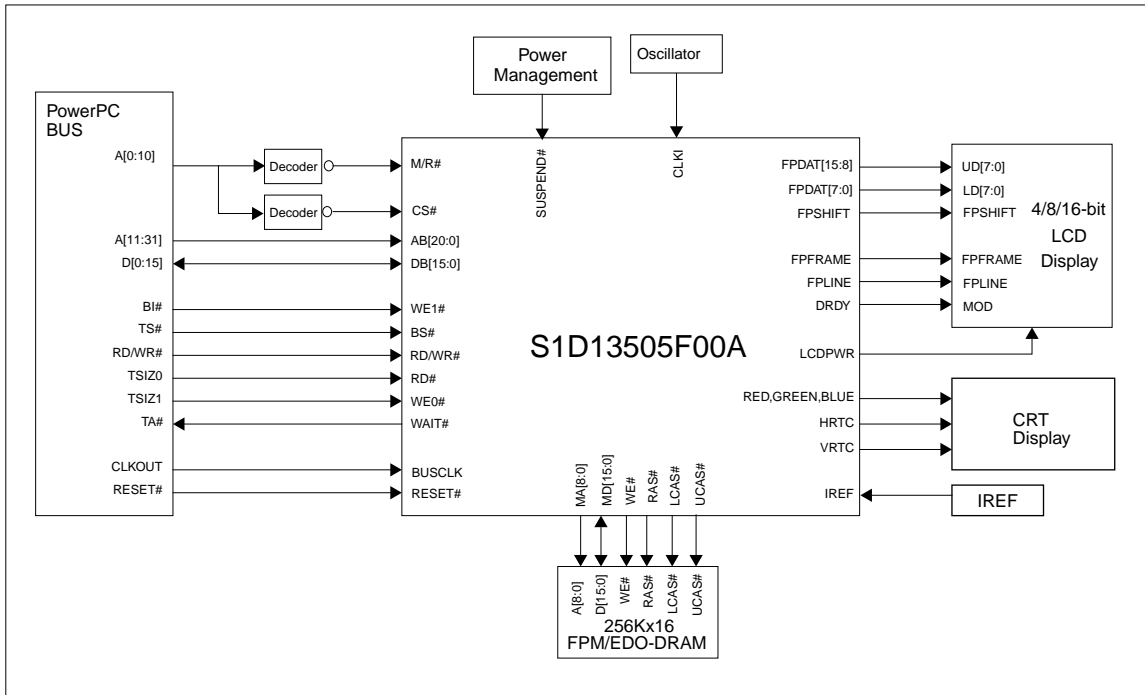 Power
Management
Oscillator
PowerPC
BUS
A[0:10]
Decoder
M/R#
Decoder
CS#
A[11:31]
AB[20:0]
D[0:15]
DB[15:0]
BI#
WE1#
TS#
BS#
RD/WR#
RD/WR#
TSIZ0
RD#
TSIZ1
WE0#
TA#
WAIT#
CLKOUT
BUSCLK
RESET#
RESET#
SUSPEND#
CLKI
S1D13505F00A
FPDAT[15:8]
UD[7:0]
FPDAT[7:0]
LD[7:0]
FPSHIFT
FPSHIFT
4/8/16-bit
LCD
Display
FPFRAME
FPFRAME
FPLINE
FPLINE
DRDY
MOD
LCDPWR
RED,GREEN,BLUE
HRTC
VRTC
CRT
Display
IREF
IREF
MA[8:0]
MD[15:0]
WE#
RAS#
LCAS#
UCAS#
A[8:0]
D[15:0]
WE#
RAS#
LCAS#
UCAS#
256Kx16
FPM/EDO-DRAM